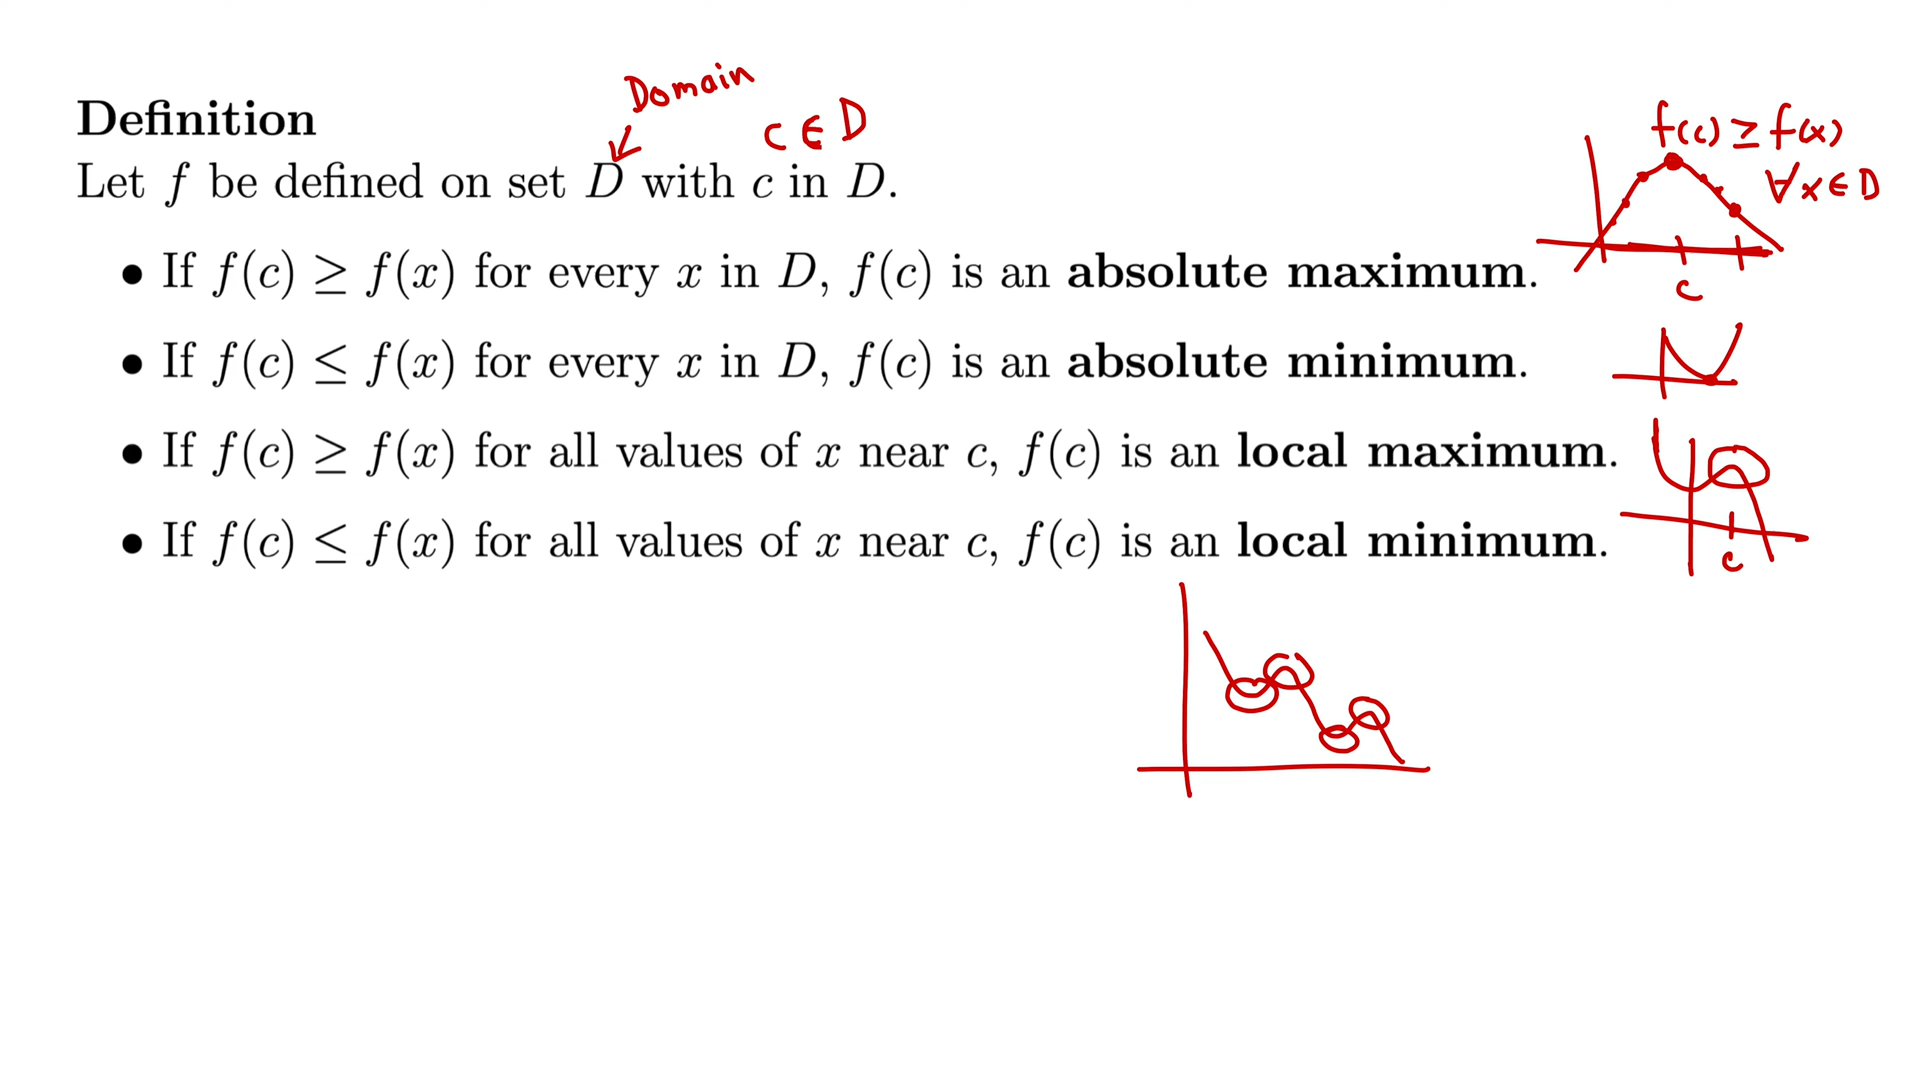 Domain
c ∈ D
Definition
Let f be defined on set D with c in D.
• If f(c) ≥ f(x) for every x in D, f(c) is an absolute maximum.
• If f(c) ≤ f(x) for every x in D, f(c) is an absolute minimum.
• If f(c) ≥ f(x) for all values of x near c, f(c) is an local maximum.
• If f(c) ≤ f(x) for all values of x near c, f(c) is an local minimum.
f(c) ≥ f(x)
∀x ∈ D
c
c